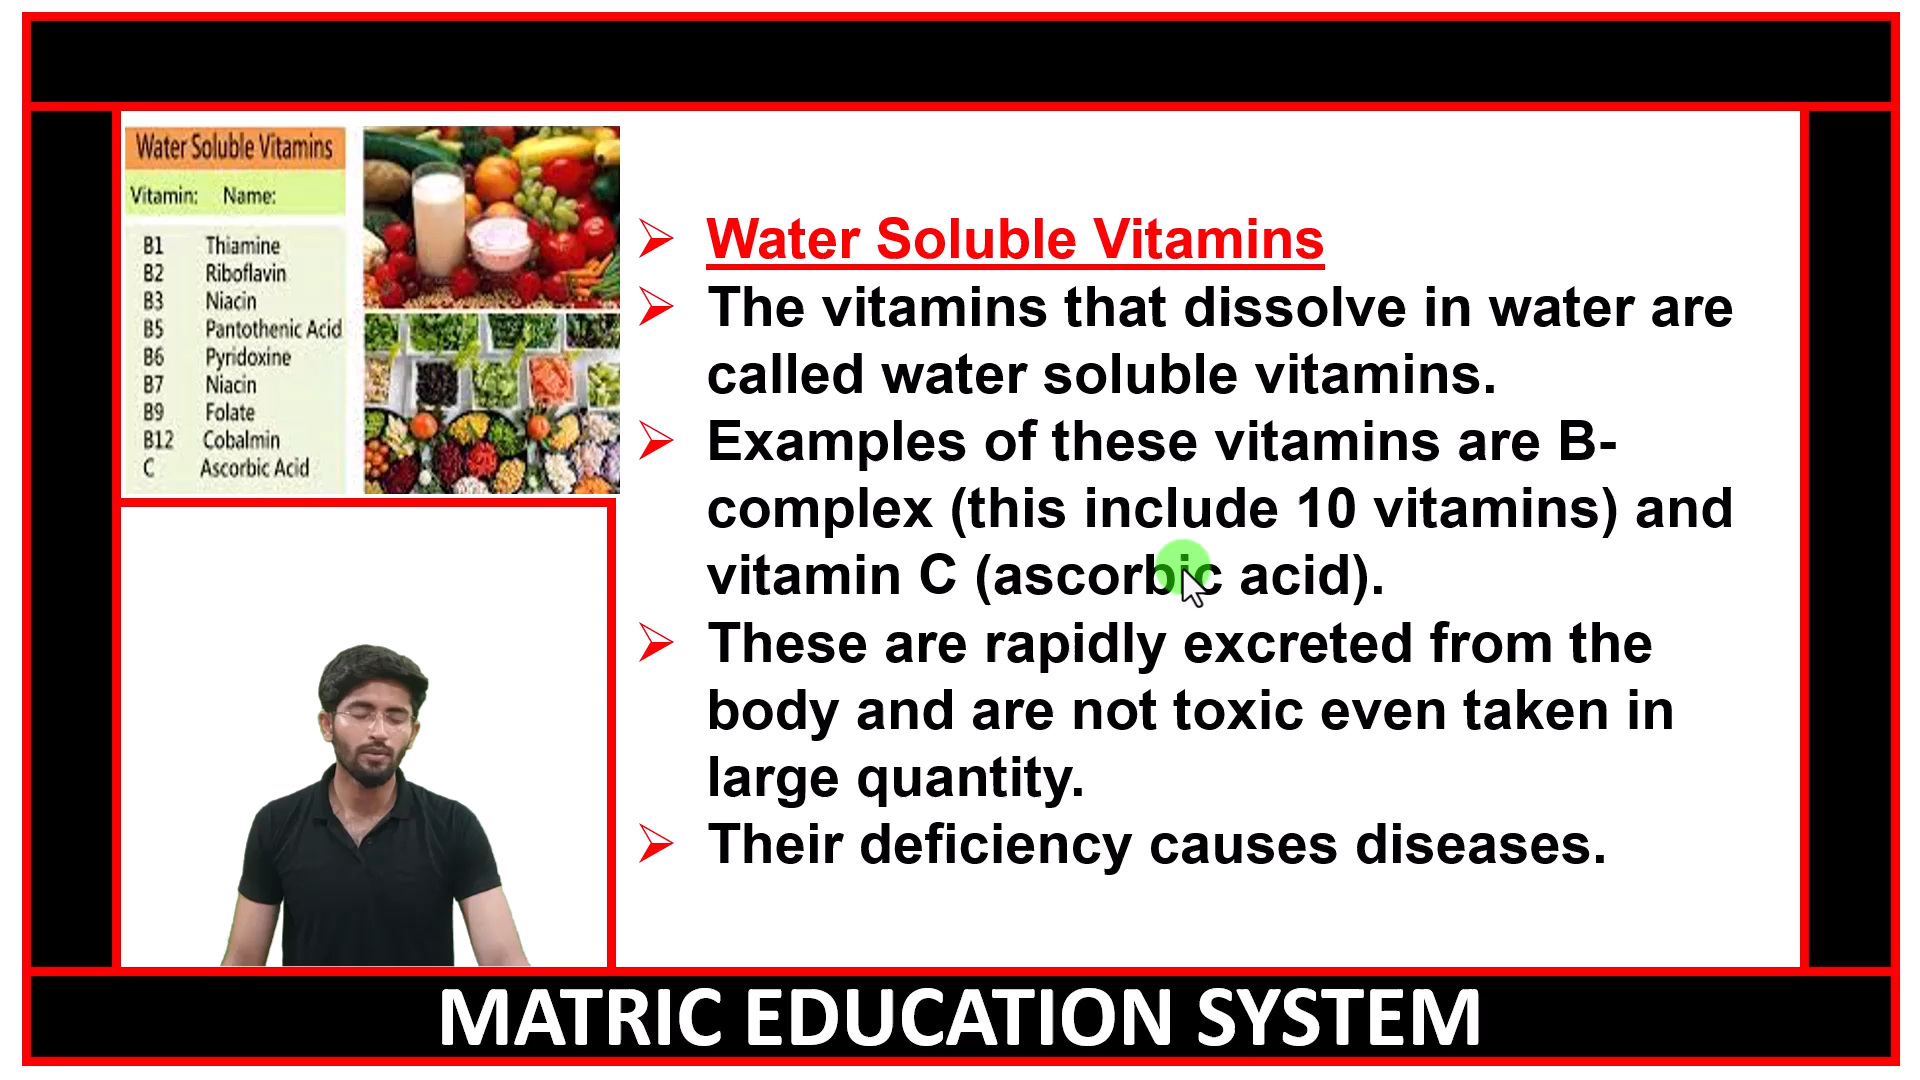 Water Soluble Vitamins
Vitamin: Name:
B1 Thiamine
B2 Riboflavin
B3 Niacin
B5 Pantothenic Acid
B6 Pyridoxine
B7 Niacin
B9 Folate
B12 Cobalmin
C Ascorbic Acid
Water Soluble Vitamins
The vitamins that dissolve in water are
called water soluble vitamins.
Examples of these vitamins are B-
complex (this include 10 vitamins) and
vitamin C (ascorbic acid).
These are rapidly excreted from the
body and are not toxic even taken in
large quantity.
Their deficiency causes diseases.
MATRIC EDUCATION SYSTEM